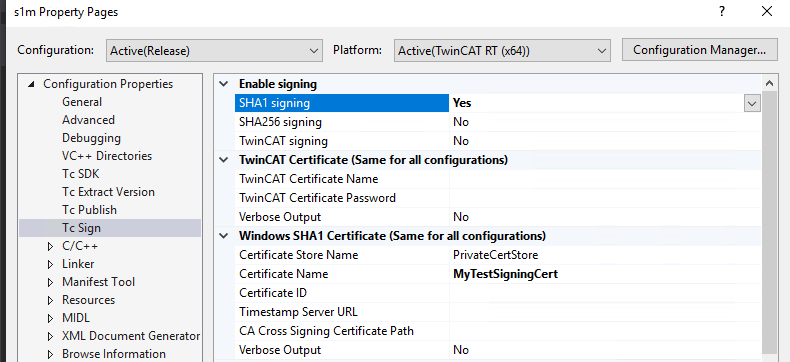 s1m Property Pages ? ×
Configuration: Active(Release) Platform: Active(TwinCAT RT (x64)) Configuration Manager...
Configuration Properties
General
Advanced
Debugging
VC++ Directories
Tc SDK
Tc Extract Version
Tc Publish
Tc Sign
C/C++
Linker
Manifest Tool
Resources
MIDL
XML Document Generator
Browse Information
Enable signing
SHA1 signing Yes
SHA256 signing No
TwinCAT signing No
TwinCAT Certificate (Same for all configurations)
TwinCAT Certificate Name
TwinCAT Certificate Password
Verbose Output No
Windows SHA1 Certificate (Same for all configurations)
Certificate Store Name PrivateCertStore
Certificate Name MyTestSigningCert
Certificate ID
Timestamp Server URL
CA Cross Signing Certificate Path
Verbose Output No